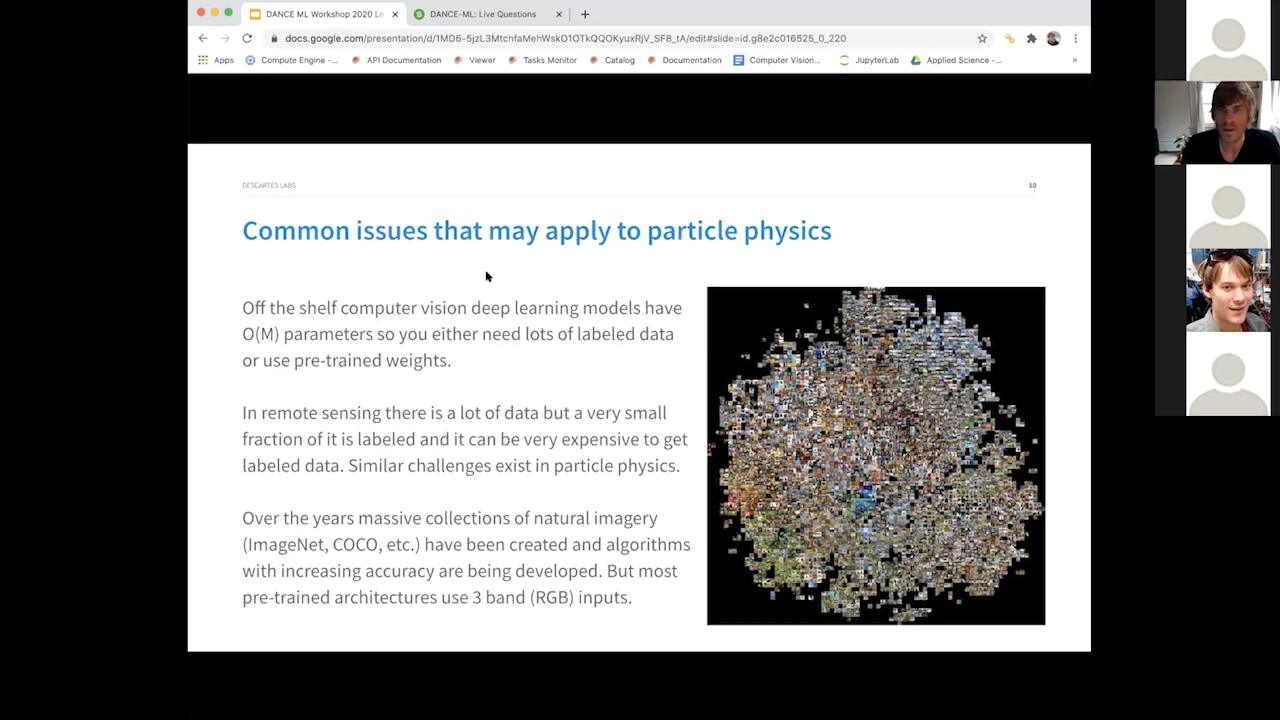 DANCE ML Workshop 2020 Le
DANCE-ML: Live Questions
docs.google.com/presentation/d/1MD6-5jzL3MtchfaMehWskO1OTkQQOKyuxRjV_SF8_tA/edit#slide=id.g8e2c016525_0_220
Apps Compute Engine -... API Documentation Viewer Tasks Monitor Catalog Documentation Computer Vision... JupyterLab Applied Science -... »
DESCARTES LABS
10
Common issues that may apply to particle physics
Off the shelf computer vision deep learning models have
O(M) parameters so you either need lots of labeled data
or use pre-trained weights.
In remote sensing there is a lot of data but a very small
fraction of it is labeled and it can be very expensive to get
labeled data. Similar challenges exist in particle physics.
Over the years massive collections of natural imagery
(ImageNet, COCO, etc.) have been created and algorithms
with increasing accuracy are being developed. But most
pre-trained architectures use 3 band (RGB) inputs.